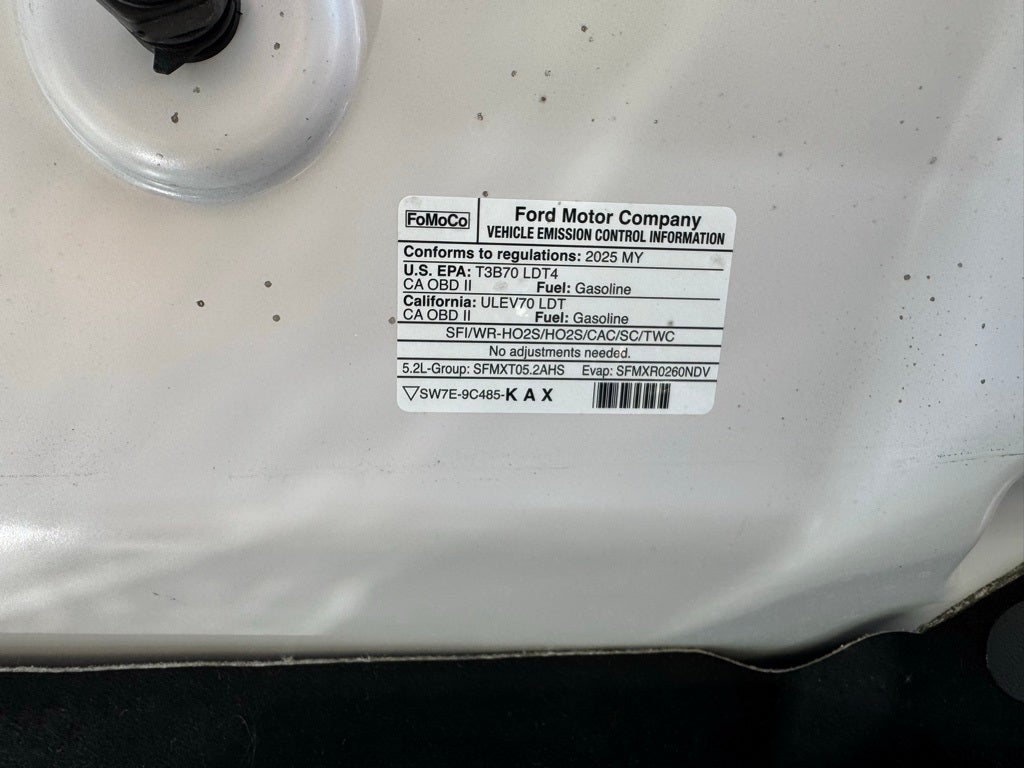 FoMoCo
Ford Motor Company
VEHICLE EMISSION CONTROL INFORMATION
Conforms to regulations: 2025 MY
U.S. EPA: T3B70 LDT4
CA OBD II Fuel: Gasoline
California: ULEV70 LDT
CA OBD II Fuel: Gasoline
SFI/WR-HO2S/HO2S/CAC/SC/TWC
No adjustments needed.
5.2L-Group: SFMXT05.2AHS Evap: SFMXR0260NDV
SW7E-9C485-KAX